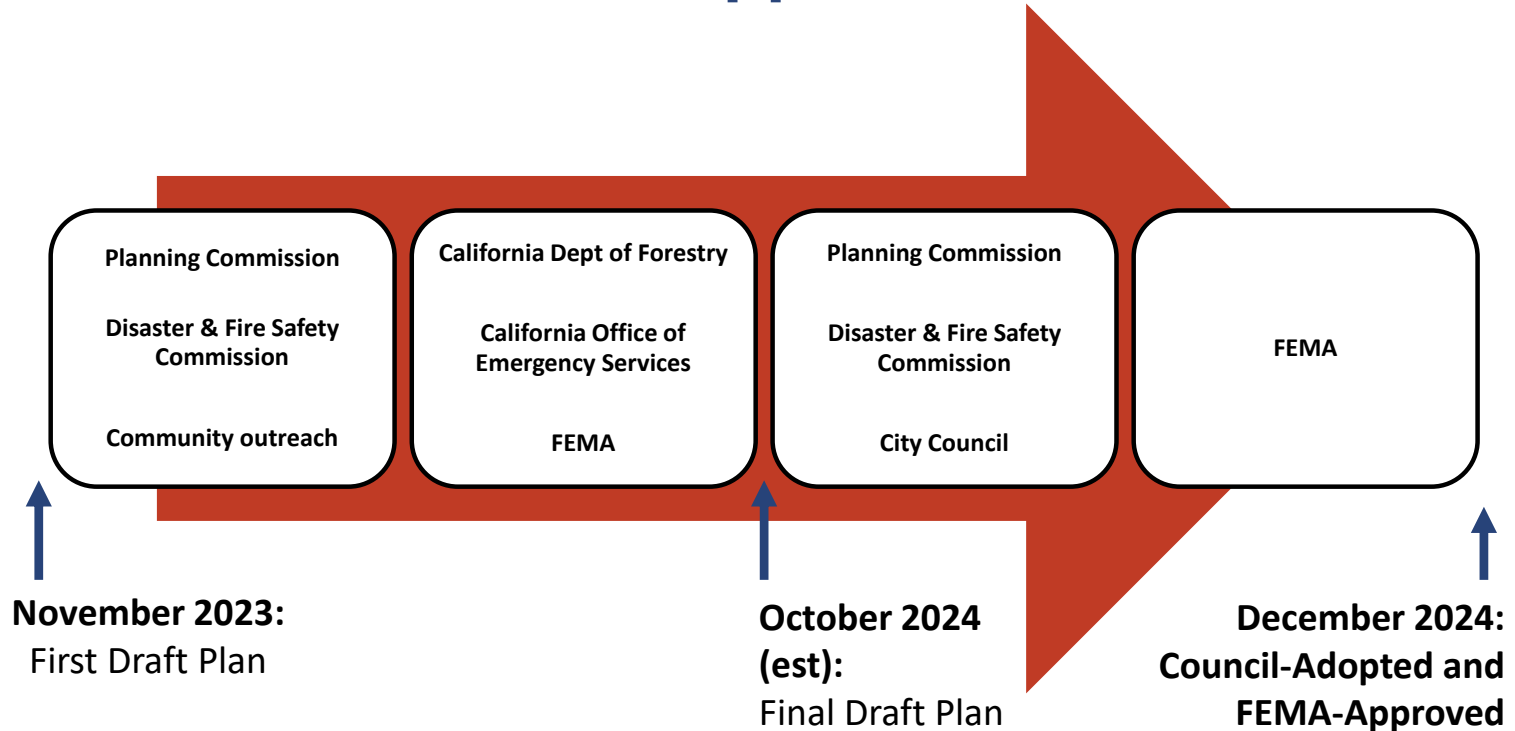 Planning Commission
Disaster & Fire Safety
Commission
Community outreach
California Dept of Forestry
California Office of
Emergency Services
FEMA
Planning Commission
Disaster & Fire Safety
Commission
City Council
FEMA
November 2023:
First Draft Plan
October 2024
(est):
Final Draft Plan
December 2024:
Council-Adopted and
FEMA-Approved